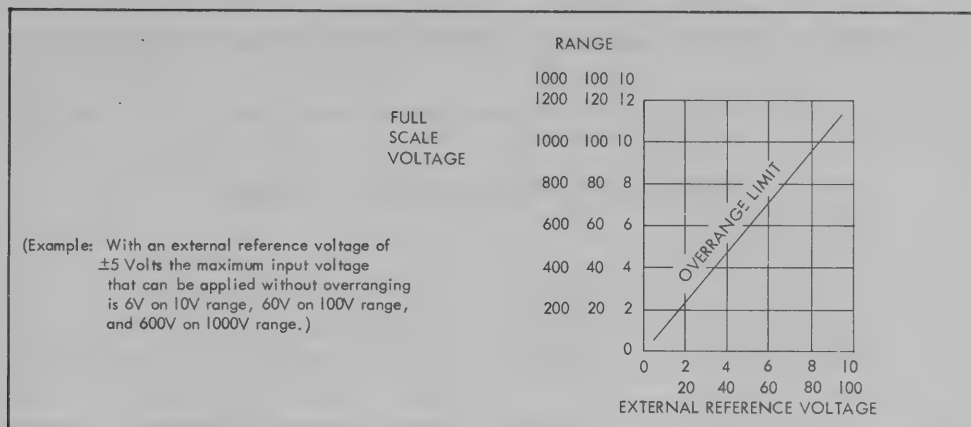 RANGE
1000 100 10
1200 120 12
FULL
SCALE
VOLTAGE
1000 100 10
800 80 8
600 60 6
400 40 4
200 20 2
0
OVERRANGE LIMIT
(Example: With an external reference voltage of
±5 Volts the maximum input voltage
that can be applied without overranging
is 6V on 10V range, 60V on 100V range,
and 600V on 1000V range.)
0 2 4 6 8 10
20 40 60 80 100
EXTERNAL REFERENCE VOLTAGE